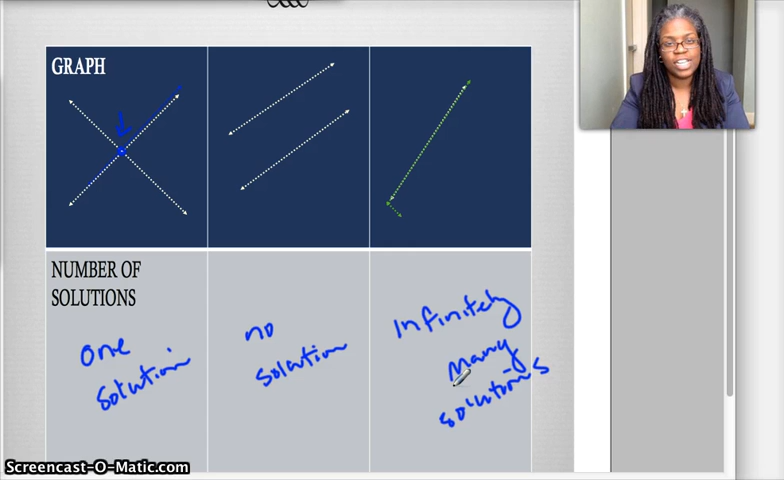 GRAPH
NUMBER OF
SOLUTIONS
one
solution
no
solution
Infinitely
many
solutions
Screencast-O-Matic.com